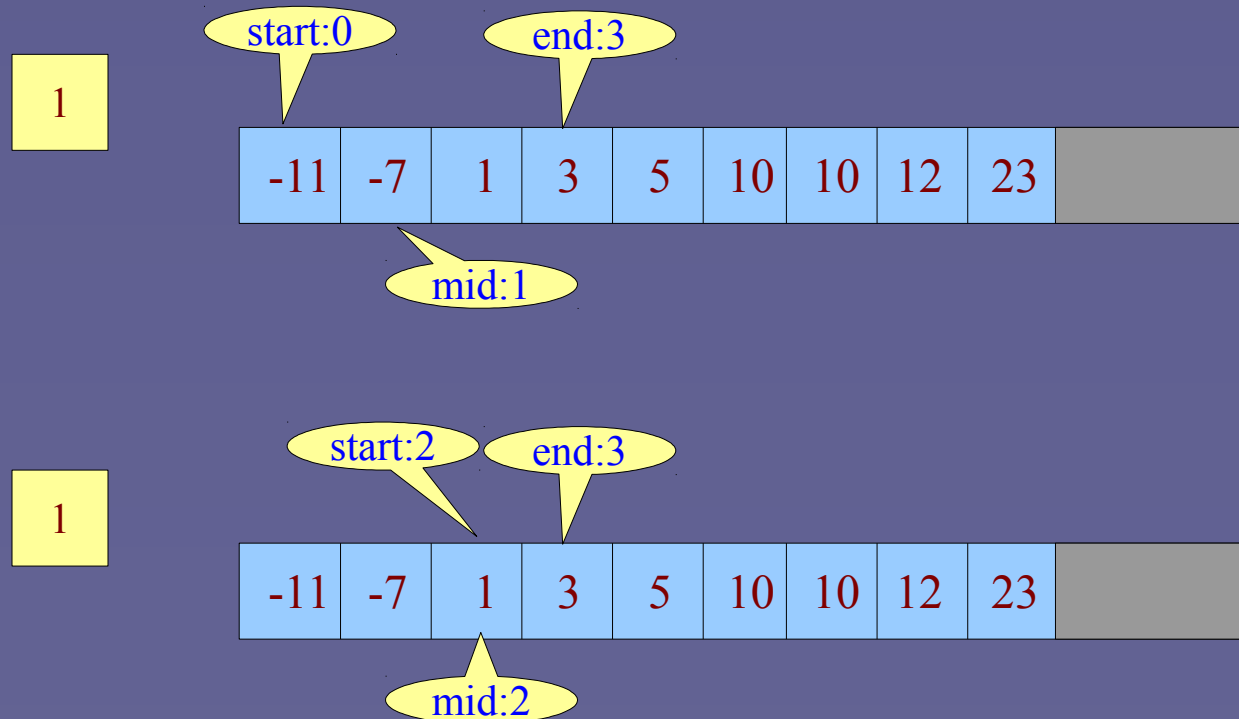 start:0 end:3
1
-11 -7 1 3 5 10 10 12 23
mid:1
start:2 end:3
1
-11 -7 1 3 5 10 10 12 23
mid:2